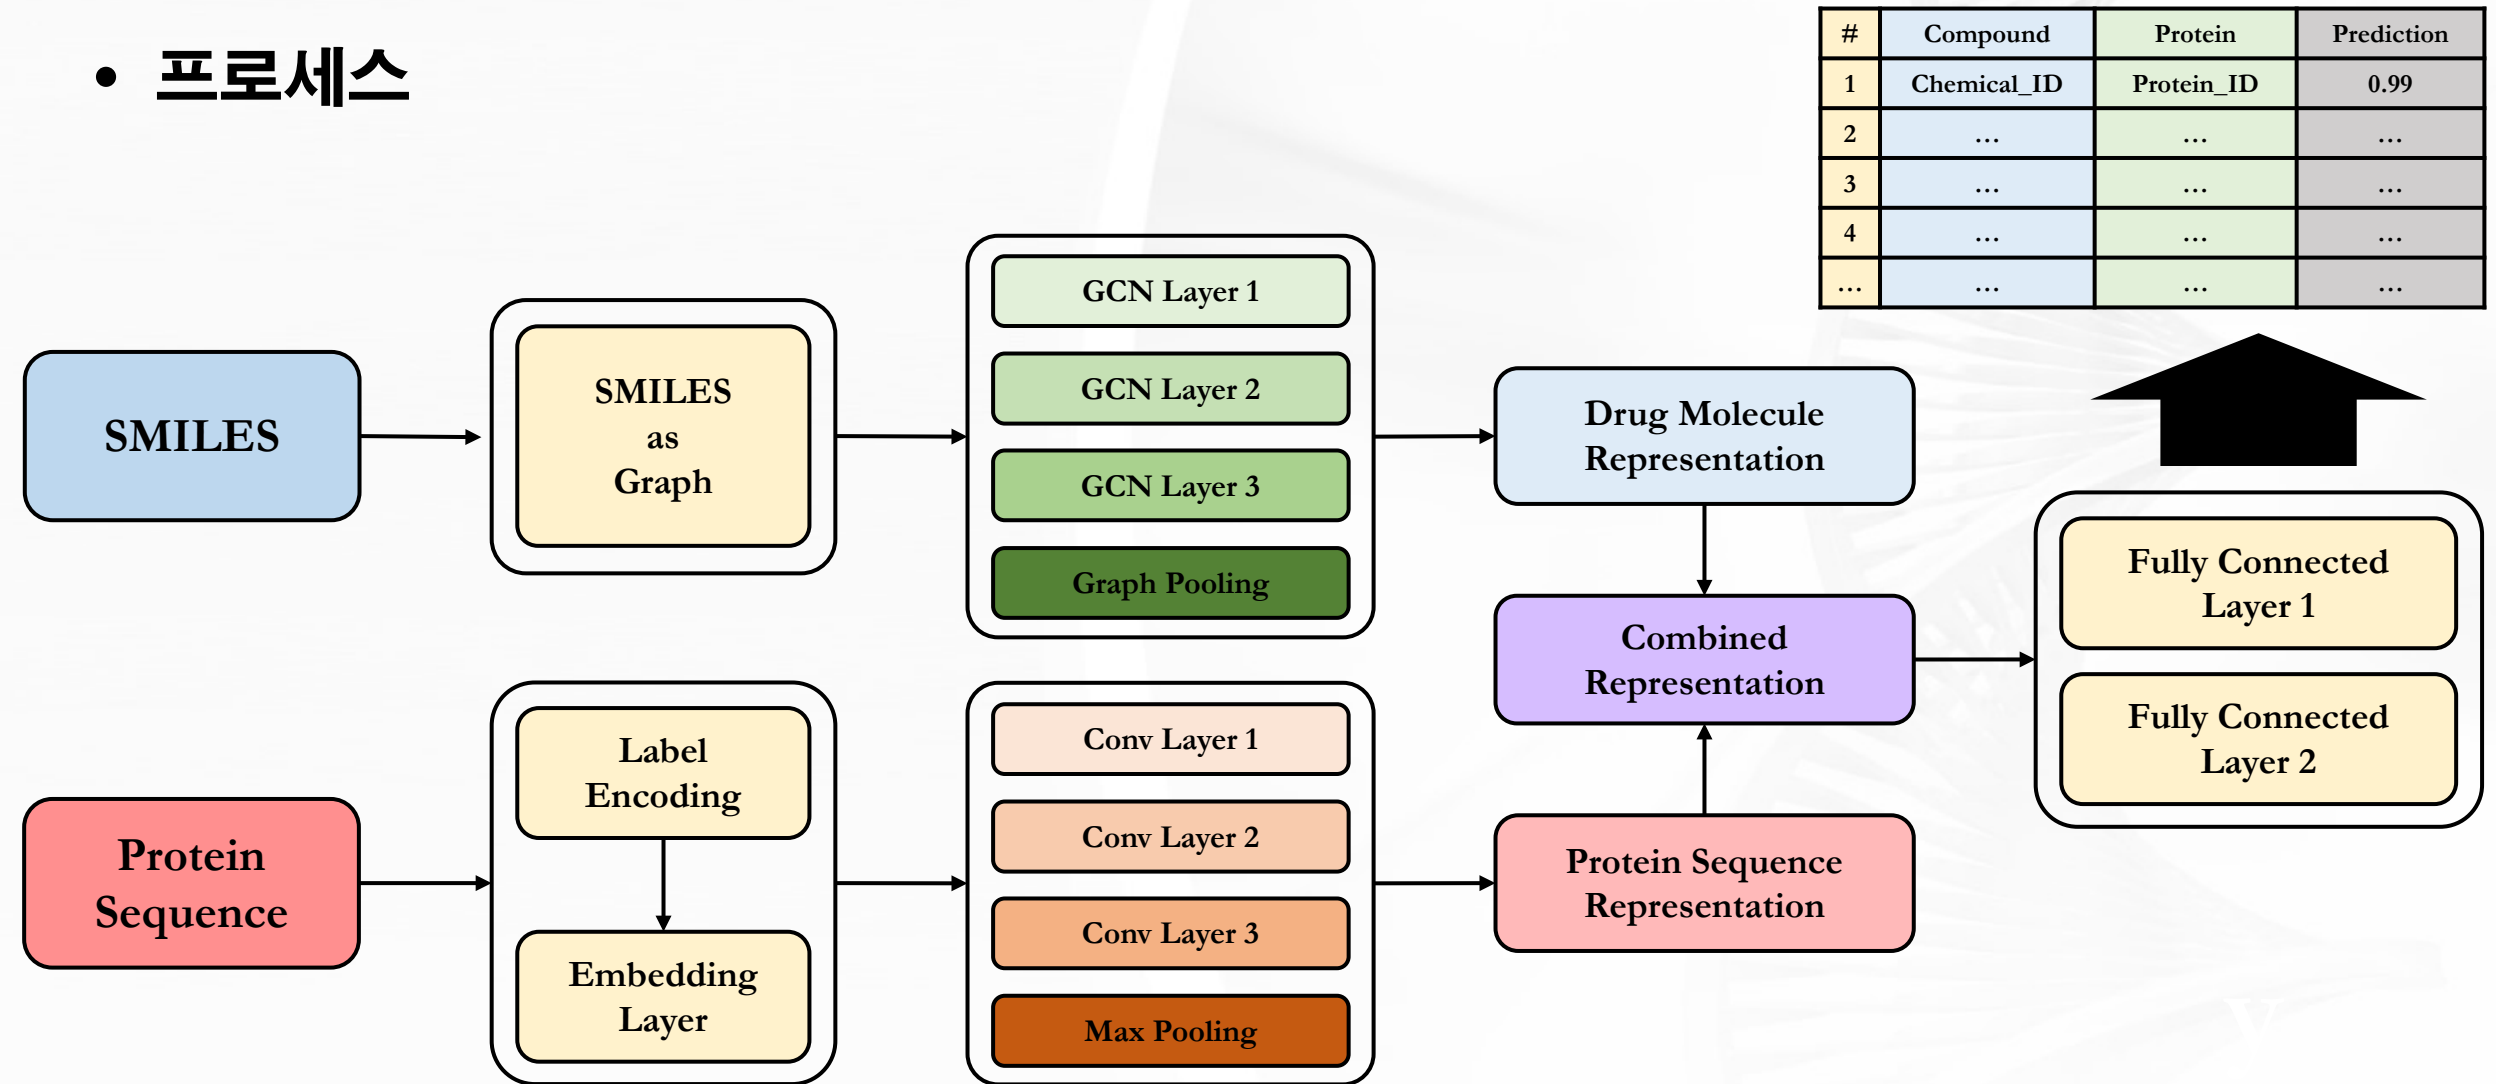 • 프로세스
# Compound Protein Prediction
1 Chemical_ID Protein_ID 0.99
2 … … …
3 … … …
4 … … …
… … … …
SMILES
SMILES
as
Graph
GCN Layer 1
GCN Layer 2
GCN Layer 3
Graph Pooling
Drug Molecule
Representation
Combined
Representation
Fully Connected
Layer 1
Fully Connected
Layer 2
Protein
Sequence
Label
Encoding
Embedding
Layer
Conv Layer 1
Conv Layer 2
Conv Layer 3
Max Pooling
Protein Sequence
Representation
V